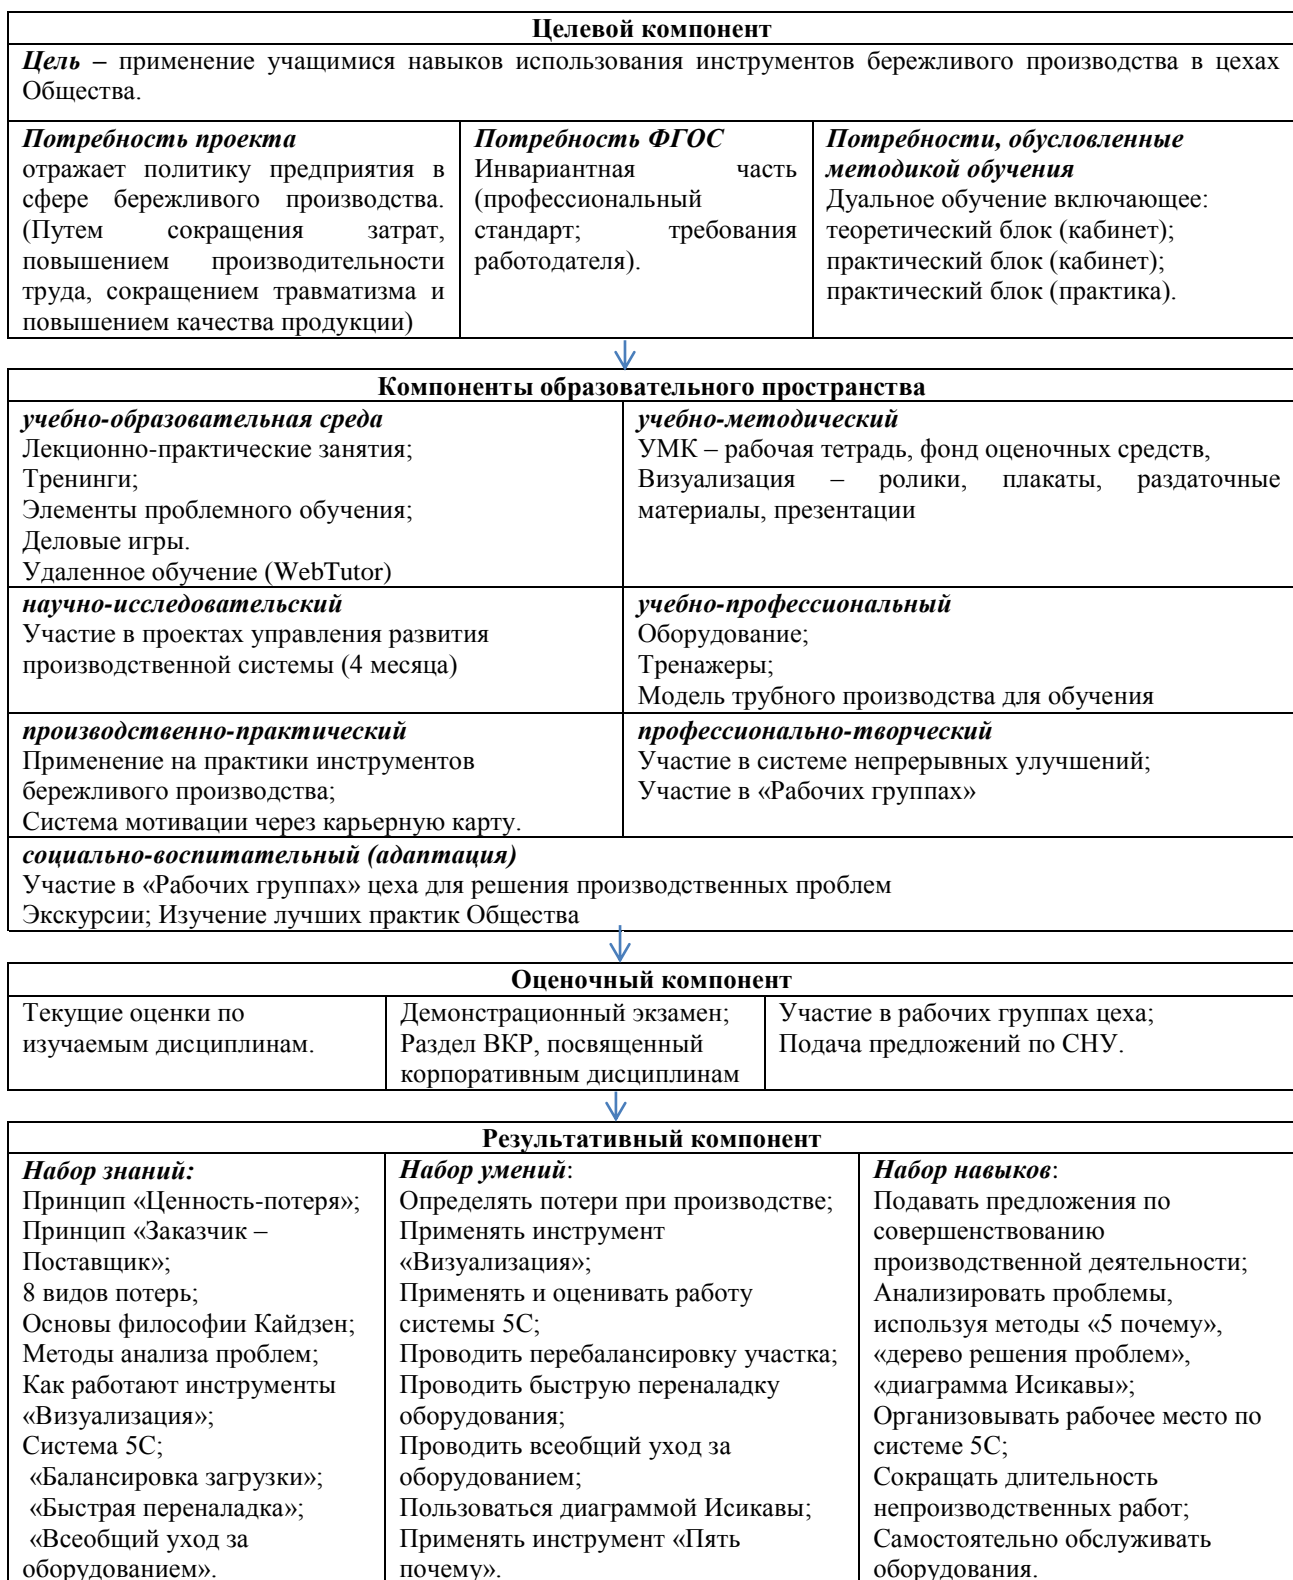 Целевой компонент
Цель – применение учащимися навыков использования инструментов бережливого производства в цехах
Общества.
Потребность проекта
отражает политику предприятия в
сфере бережливого производства.
(Путем сокращения затрат,
повышением производительности
труда, сокращением травматизма и
повышением качества продукции)
Потребность ФГОС
Инвариантная часть
(профессиональный
стандарт; требования
работодателя).
Потребности, обусловленные
методикой обучения
Дуальное обучение включающее:
теоретический блок (кабинет);
практический блок (кабинет);
практический блок (практика).
Компоненты образовательного пространства
учебно-образовательная среда
Лекционно-практические занятия;
Тренинги;
Элементы проблемного обучения;
Деловые игры.
Удаленное обучение (WebTutor)
учебно-методический
УМК – рабочая тетрадь, фонд оценочных средств,
Визуализация – ролики, плакаты, раздаточные
материалы, презентации
научно-исследовательский
Участие в проектах управления развития
производственной системы (4 месяца)
учебно-профессиональный
Оборудование;
Тренажеры;
Модель трубного производства для обучения
производственно-практический
Применение на практики инструментов
бережливого производства;
Система мотивации через карьерную карту.
профессионально-творческий
Участие в системе непрерывных улучшений;
Участие в «Рабочих группах»
социально-воспитательный (адаптация)
Участие в «Рабочих группах» цеха для решения производственных проблем
Экскурсии; Изучение лучших практик Общества
Оценочный компонент
Текущие оценки по
изучаемым дисциплинам.
Демонстрационный экзамен;
Раздел ВКР, посвященный
корпоративным дисциплинам
Участие в рабочих группах цеха;
Подача предложений по СНУ.
Результативный компонент
Набор знаний:
Принцип «Ценность-потеря»;
Принцип «Заказчик –
Поставщик»;
8 видов потерь;
Основы философии Кайдзен;
Методы анализа проблем;
Как работают инструменты
«Визуализация»;
Система 5С;
«Балансировка загрузки»;
«Быстрая переналадка»;
«Всеобщий уход за
оборудованием».
Набор умений:
Определять потери при производстве;
Применять инструмент
«Визуализация»;
Применять и оценивать работу
системы 5С;
Проводить перебалансировку участка;
Проводить быструю переналадку
оборудования;
Проводить всеобщий уход за
оборудованием;
Пользоваться диаграммой Исикавы;
Применять инструмент «Пять
почему».
Набор навыков:
Подавать предложения по
совершенствованию
производственной деятельности;
Анализировать проблемы,
используя методы «5 почему»,
«дерево решения проблем»,
«диаграмма Исикавы»;
Организовывать рабочее место по
системе 5С;
Сокращать длительность
непроизводственных работ;
Самостоятельно обслуживать
оборудования.